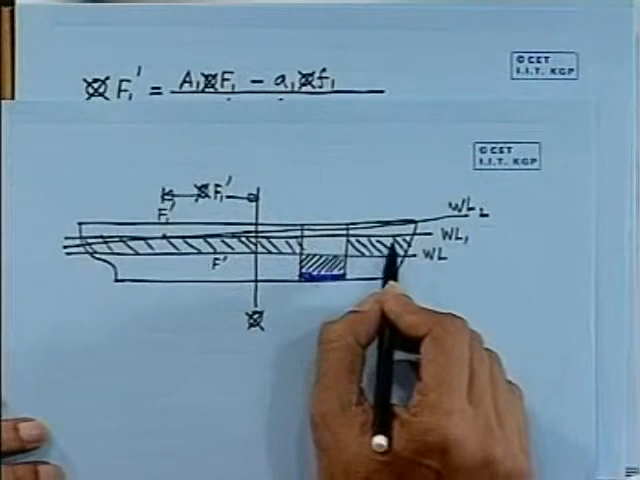 © CET
I.I.T. KGP
⊗ F₁' = A₁⊗F₁ − a₁⊗f₁
© CET
I.I.T. KGP
⊗F₁'
F₁'
WL₂
WL₁
F'
WL
⊗